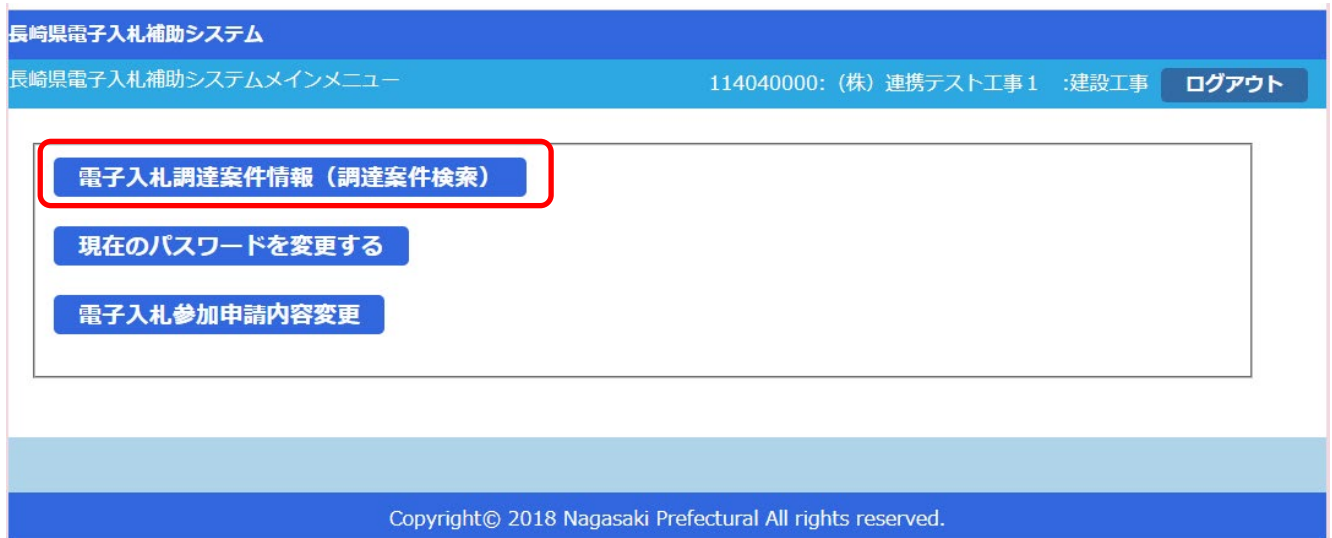 長崎県電子入札補助システム
長崎県電子入札補助システムメインメニュー 114040000:（株）連携テスト工事１ :建設工事 ログアウト
電子入札調達案件情報（調達案件検索）
現在のパスワードを変更する
電子入札参加申請内容変更
Copyright© 2018 Nagasaki Prefectural All rights reserved.